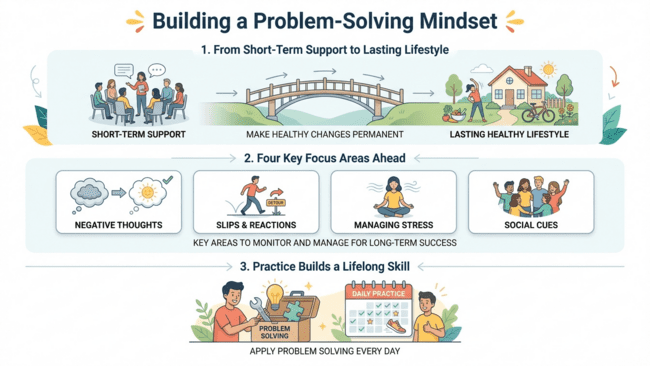 Building a Problem-Solving Mindset
1. From Short-Term Support to Lasting Lifestyle
SHORT-TERM SUPPORT
MAKE HEALTHY CHANGES PERMANENT
LASTING HEALTHY LIFESTYLE
2. Four Key Focus Areas Ahead
DETOUR
NEGATIVE THOUGHTS
SLIPS & REACTIONS
MANAGING STRESS
SOCIAL CUES
KEY AREAS TO MONITOR AND MANAGE FOR LONG-TERM SUCCESS
3. Practice Builds a Lifelong Skill
PROBLEM
SOLVING
DAILY PRACTICE
APPLY PROBLEM SOLVING EVERY DAY